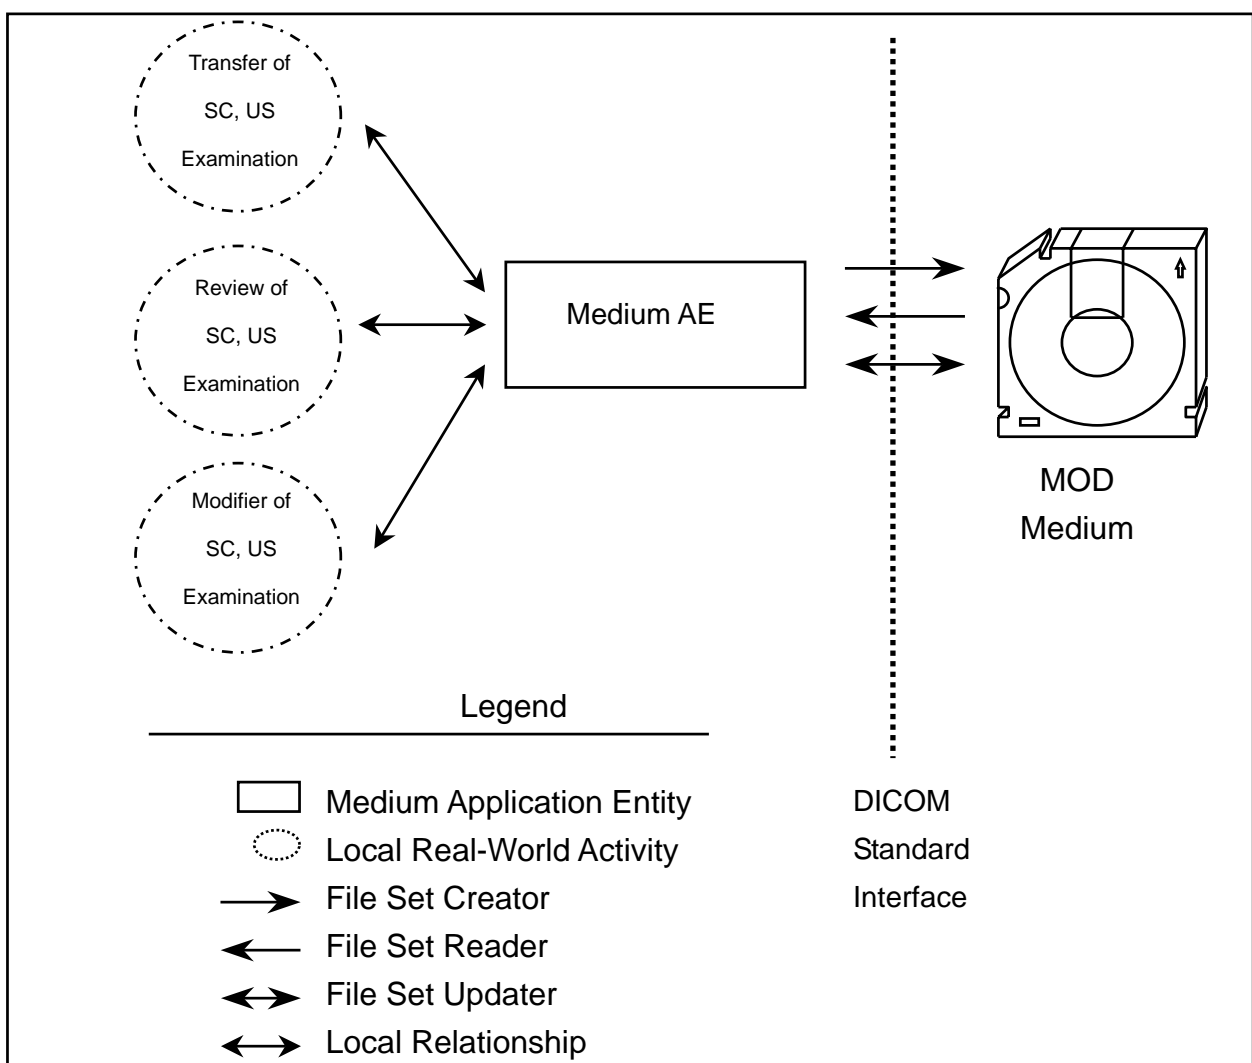 Transfer of
SC, US
Examination
Review of
SC, US
Examination
Modifier of
SC, US
Examination
Medium AE
MOD
Medium
Legend
Medium Application Entity
Local Real-World Activity
File Set Creator
File Set Reader
File Set Updater
Local Relationship
DICOM
Standard
Interface